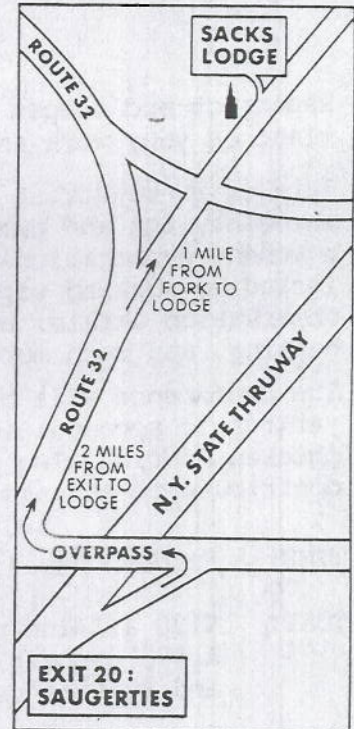 SACKS
LODGE
ROUTE 32
1 MILE
FROM
FORK TO
LODGE
ROUTE 32
N.Y. STATE THRUWAY
2 MILES
FROM
EXIT TO
LODGE
OVERPASS
EXIT 20:
SAUGERTIES